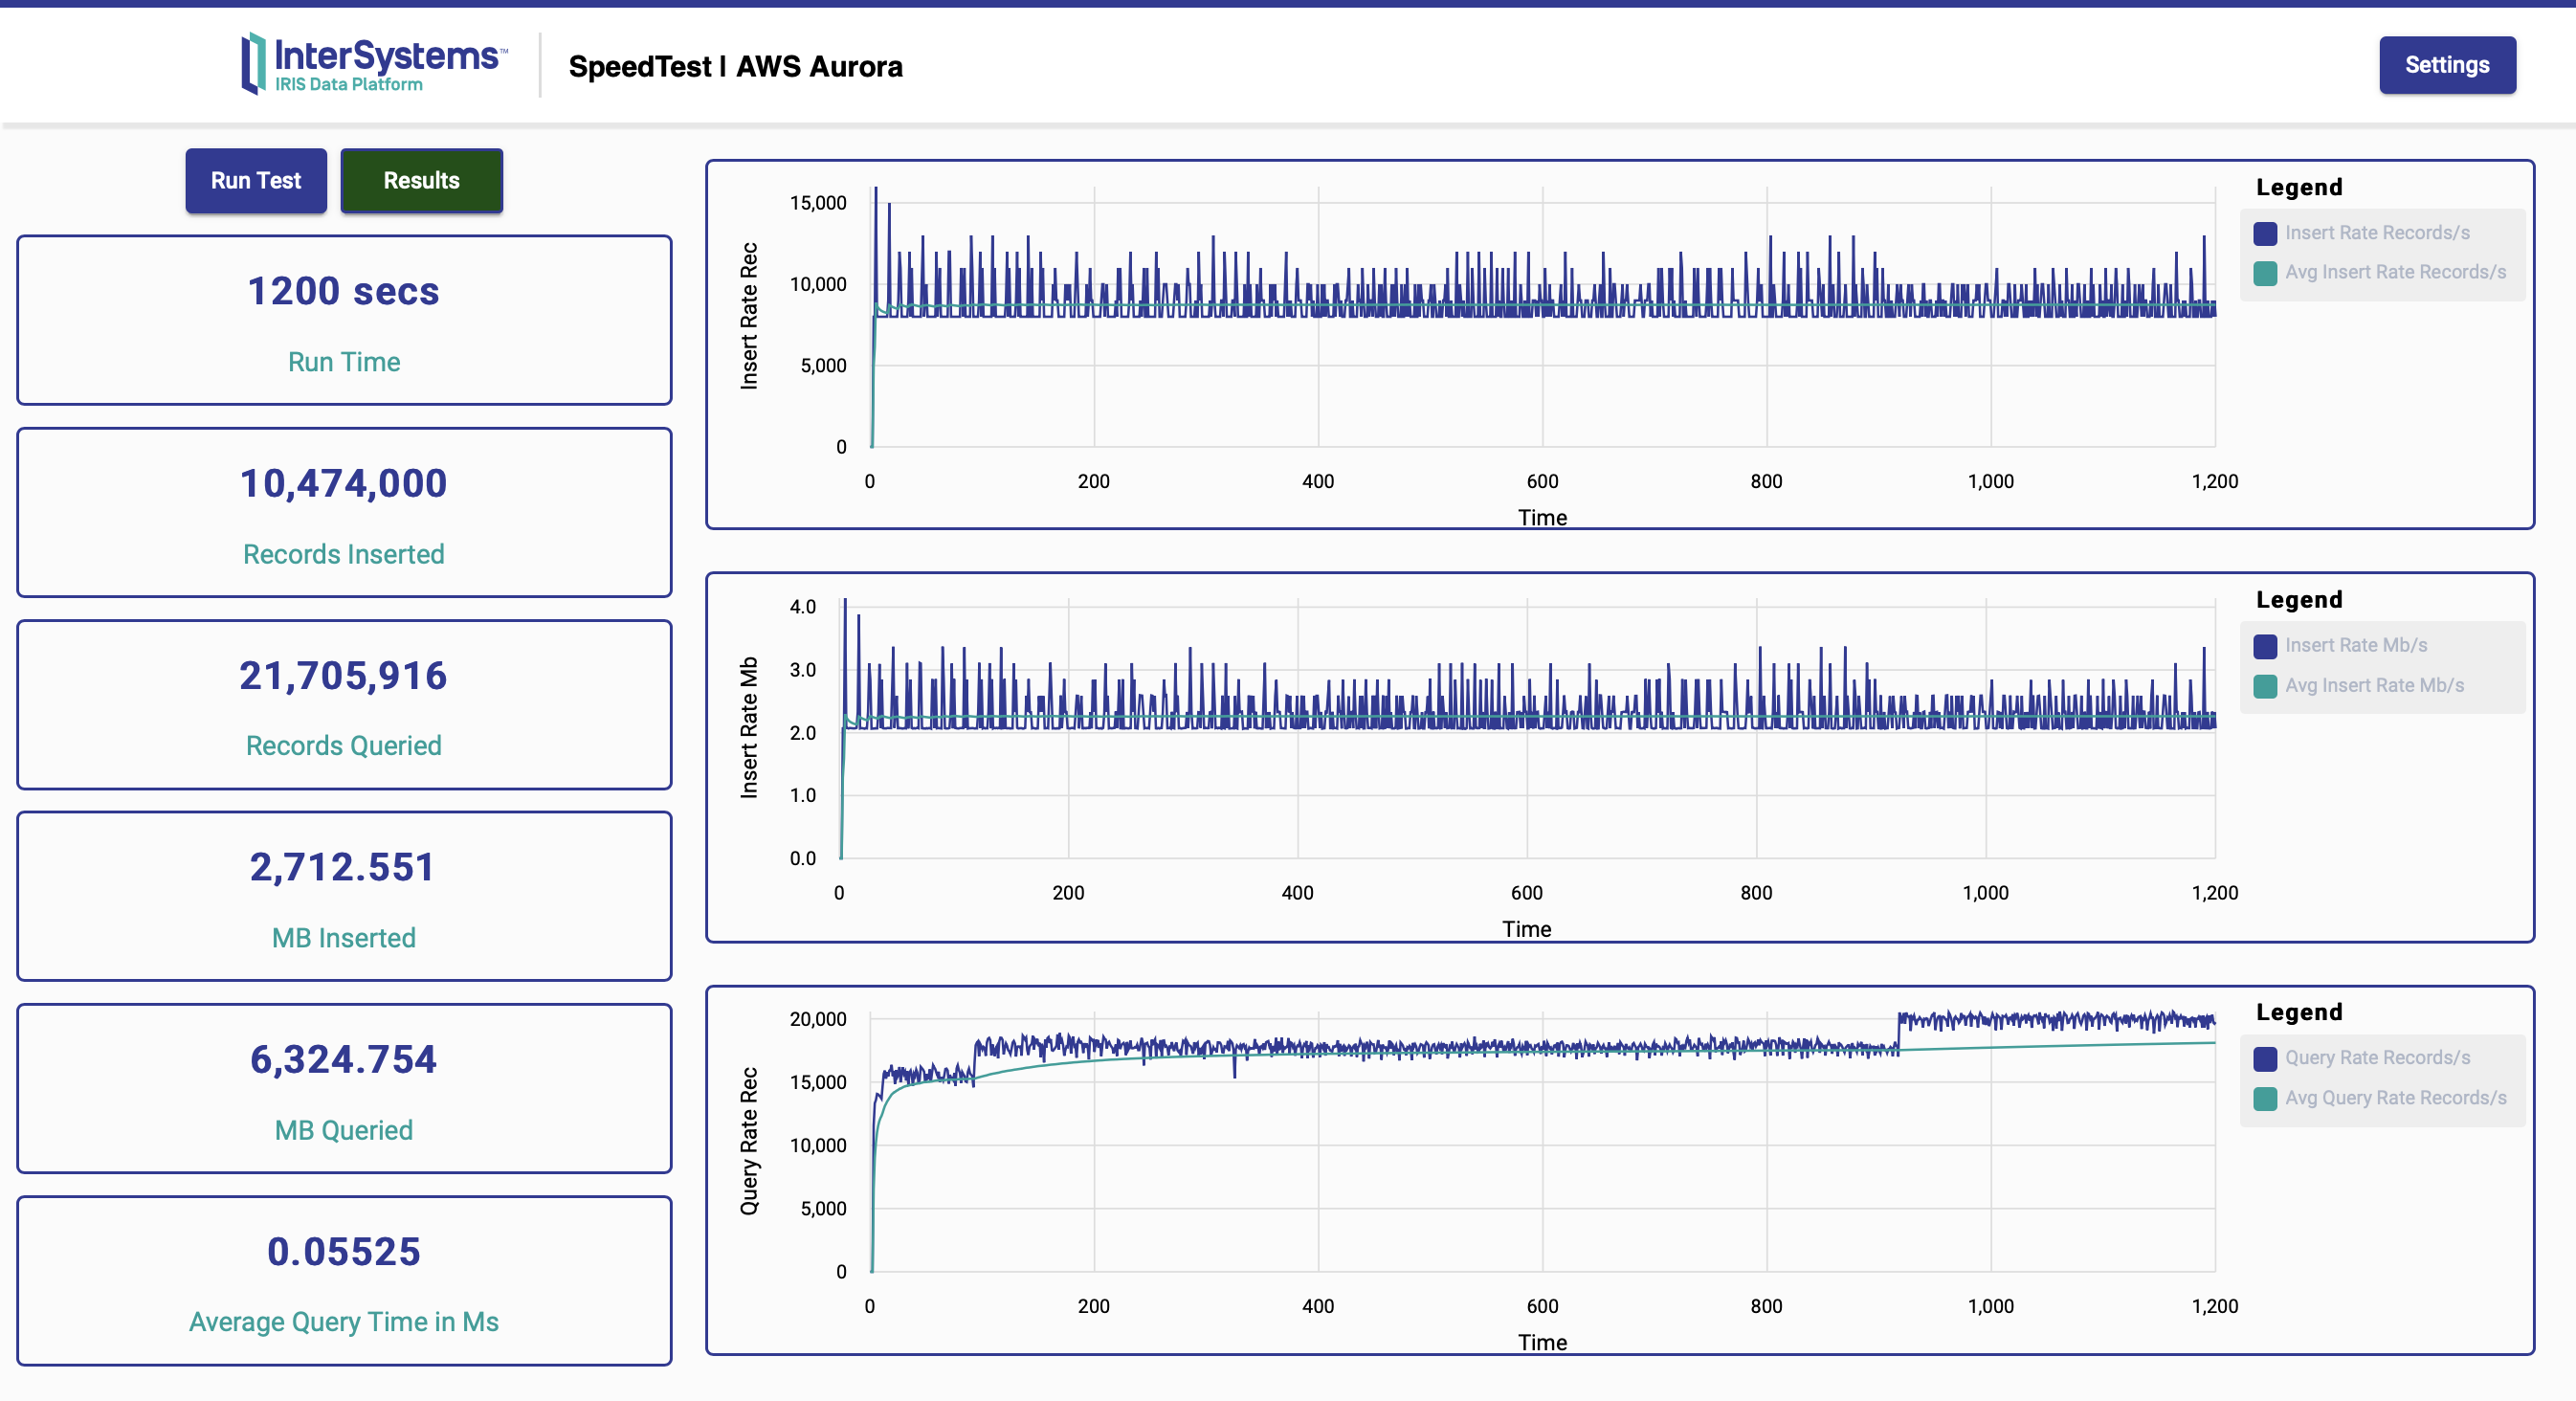 InterSystems™
IRIS Data Platform
SpeedTest | AWS Aurora
Settings
Run Test
Results
1200 secs
Run Time
10,474,000
Records Inserted
21,705,916
Records Queried
2,712.551
MB Inserted
6,324.754
MB Queried
0.05525
Average Query Time in Ms
Insert Rate Rec
15,000
10,000
5,000
0
0 200 400 600 800 1,000 1,200
Time
Legend
Insert Rate Records/s
Avg Insert Rate Records/s
Insert Rate Mb
4.0
3.0
2.0
1.0
0.0
0 200 400 600 800 1,000 1,200
Time
Legend
Insert Rate Mb/s
Avg Insert Rate Mb/s
Query Rate Rec
20,000
15,000
10,000
5,000
0
0 200 400 600 800 1,000 1,200
Time
Legend
Query Rate Records/s
Avg Query Rate Records/s